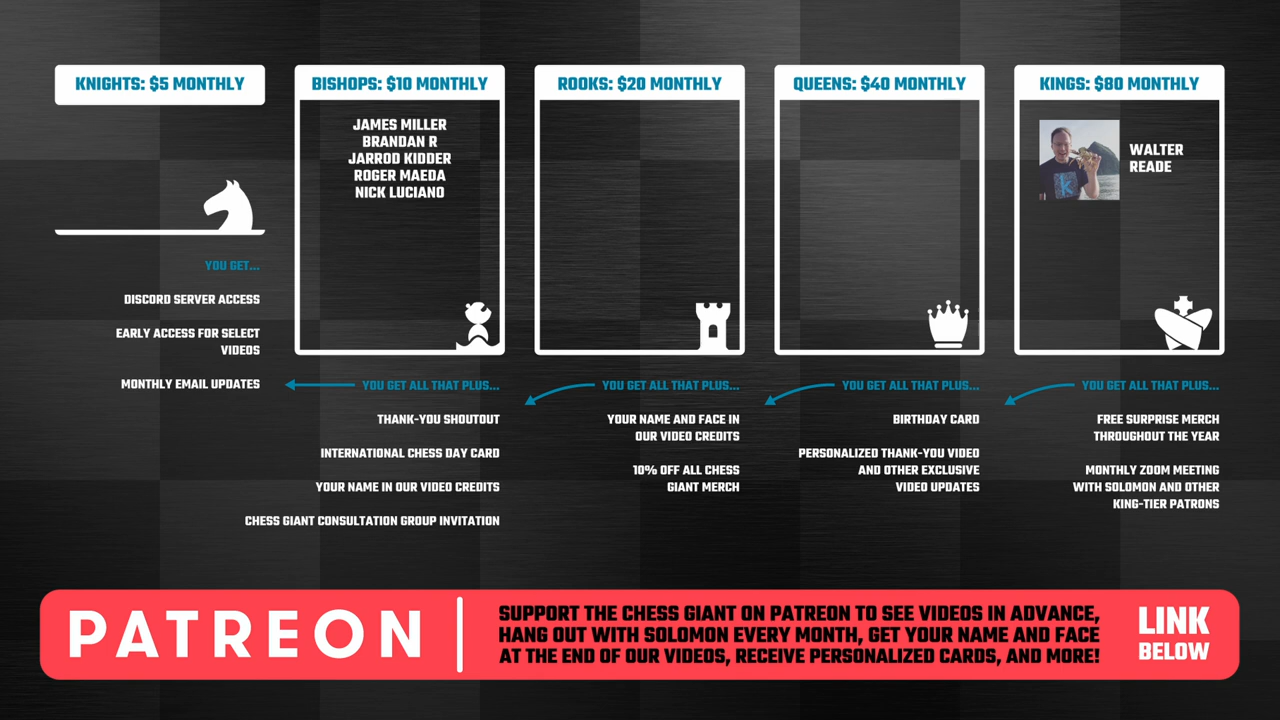 KNIGHTS: $5 MONTHLY
YOU GET...
DISCORD SERVER ACCESS
EARLY ACCESS FOR SELECT
VIDEOS
MONTHLY EMAIL UPDATES
BISHOPS: $10 MONTHLY
JAMES MILLER
BRANDAN R
JARROD KIDDER
ROGER MAEDA
NICK LUCIANO
YOU GET ALL THAT PLUS...
THANK-YOU SHOUTOUT
INTERNATIONAL CHESS DAY CARD
YOUR NAME IN OUR VIDEO CREDITS
CHESS GIANT CONSULTATION GROUP INVITATION
ROOKS: $20 MONTHLY
YOU GET ALL THAT PLUS...
YOUR NAME AND FACE IN
OUR VIDEO CREDITS
10% OFF ALL CHESS
GIANT MERCH
QUEENS: $40 MONTHLY
YOU GET ALL THAT PLUS...
BIRTHDAY CARD
PERSONALIZED THANK-YOU VIDEO
AND OTHER EXCLUSIVE
VIDEO UPDATES
KINGS: $80 MONTHLY
k
WALTER
READE
YOU GET ALL THAT PLUS...
FREE SURPRISE MERCH
THROUGHOUT THE YEAR
MONTHLY ZOOM MEETING
WITH SOLOMON AND OTHER
KING-TIER PATRONS
PATREON
SUPPORT THE CHESS GIANT ON PATREON TO SEE VIDEOS IN ADVANCE,
HANG OUT WITH SOLOMON EVERY MONTH, GET YOUR NAME AND FACE
AT THE END OF OUR VIDEOS, RECEIVE PERSONALIZED CARDS, AND MORE!
LINK
BELOW